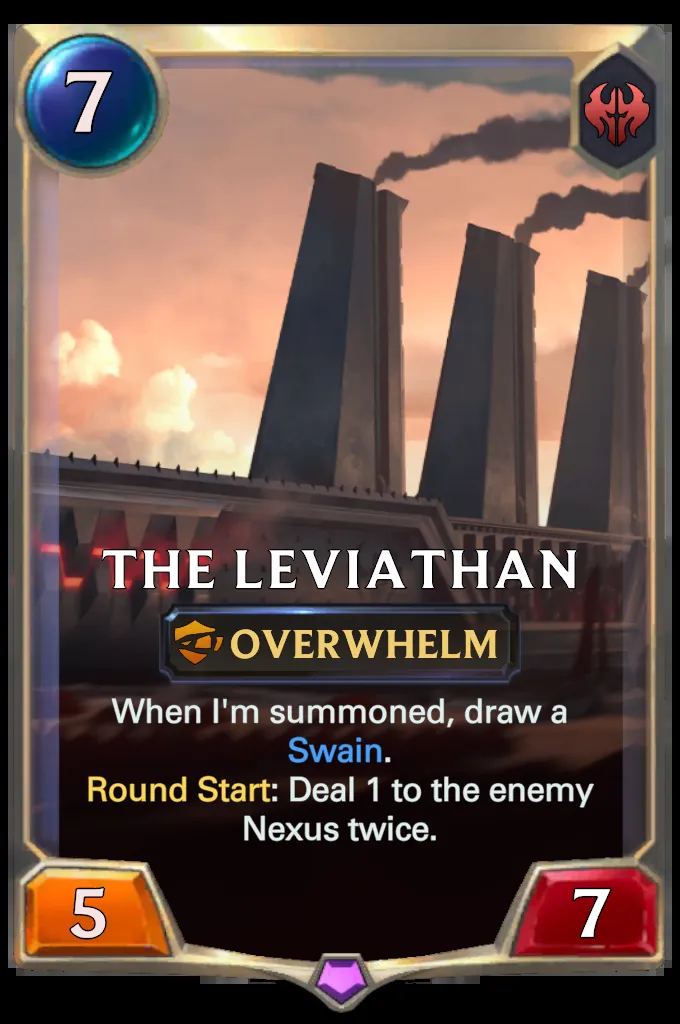 7
THE LEVIATHAN
OVERWHELM
When I'm summoned, draw a
Swain.
Round Start: Deal 1 to the enemy
Nexus twice.
5
7